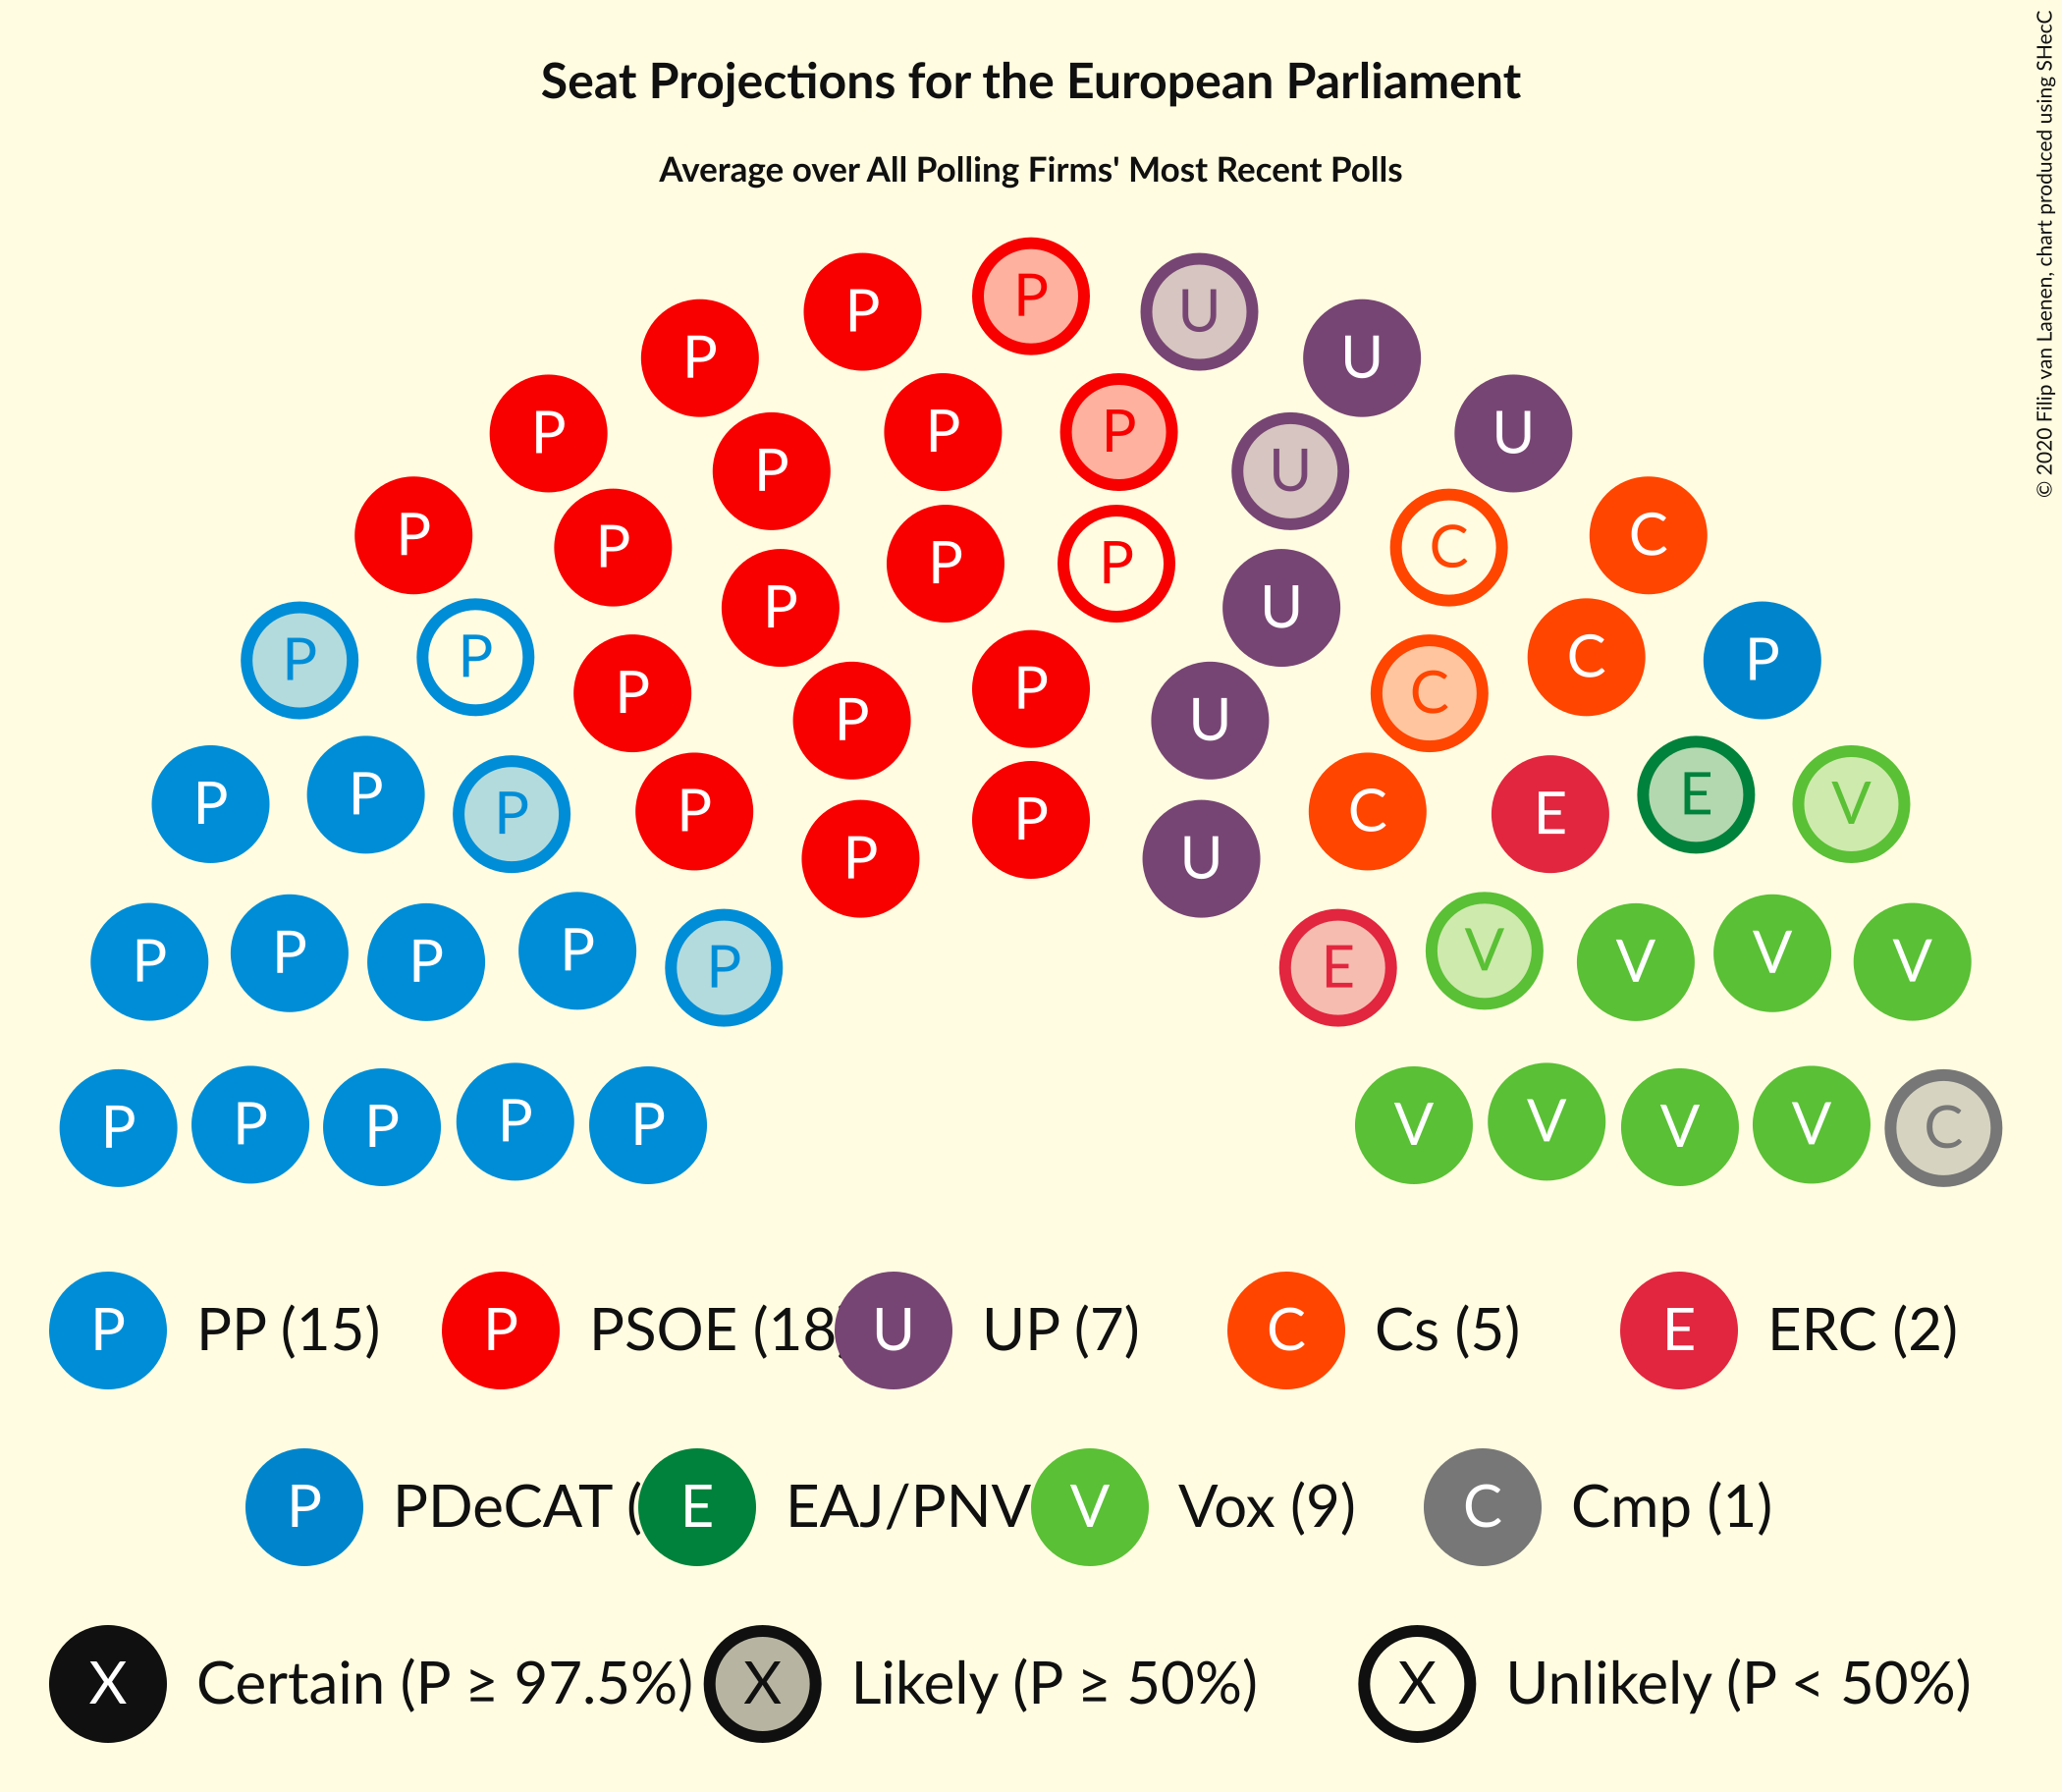 © 2020 Filip van Laenen, chart produced using SHecC
Seat Projections for the European Parliament
Average over All Polling Firms' Most Recent Polls
P
P U
P U
P P P U
P U
P C
P C
P P
P U
P P C P
P P C
P U
P P E V
P P P C E
P U
P P P P P E V V V V
P P P P P V V V V C
P PP (15) P PSOE (18 U UP (7) C Cs (5) E ERC (2)
P PDeCAT ( E EAJ/PNV V Vox (9) C Cmp (1)
X Certain (P ≥ 97.5%) X Likely (P ≥ 50%) X Unlikely (P < 50%)